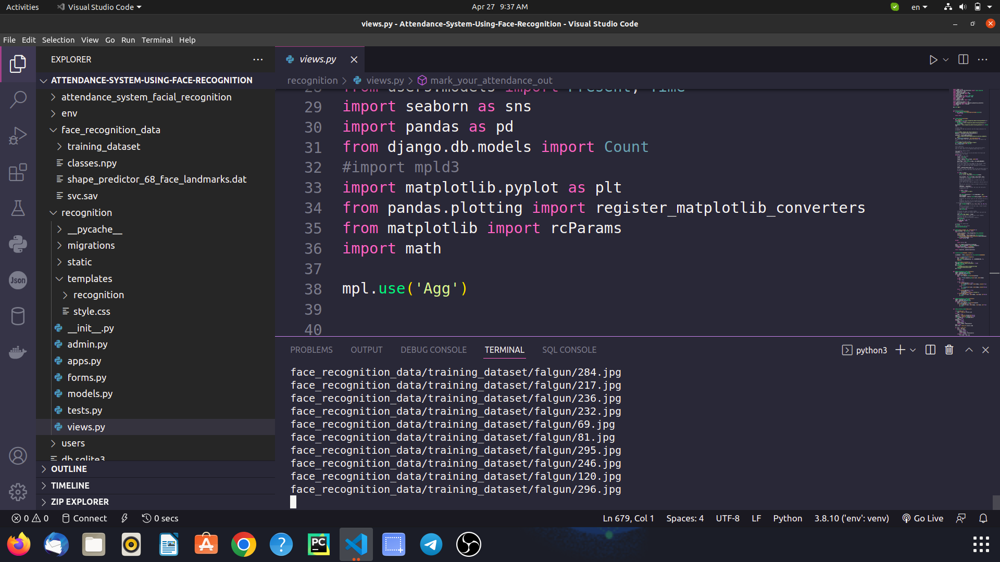 Activities
Visual Studio Code
Apr 27 9:37 AM
en
views.py - Attendance-System-Using-Face-Recognition - Visual Studio Code
File Edit Selection View Go Run Terminal Help
EXPLORER
ATTENDANCE-SYSTEM-USING-FACE-RECOGNITION
attendance_system_facial_recognition
env
face_recognition_data
training_dataset
classes.npy
shape_predictor_68_face_landmarks.dat
svc.sav
recognition
__pycache__
migrations
static
templates
recognition
style.css
__init__.py
admin.py
apps.py
forms.py
models.py
tests.py
views.py
users
db.sqlite3
OUTLINE
TIMELINE
ZIP EXPLORER
Json
views.py
recognition > views.py > mark_your_attendance_out
28 from users.models import Present, Time
29 import seaborn as sns
30 import pandas as pd
31 from django.db.models import Count
32 #import mpld3
33 import matplotlib.pyplot as plt
34 from pandas.plotting import register_matplotlib_converters
35 from matplotlib import rcParams
36 import math
37
38 mpl.use('Agg')
39
40
PROBLEMS OUTPUT DEBUG CONSOLE TERMINAL SQL CONSOLE
python3
face_recognition_data/training_dataset/falgun/284.jpg
face_recognition_data/training_dataset/falgun/217.jpg
face_recognition_data/training_dataset/falgun/236.jpg
face_recognition_data/training_dataset/falgun/232.jpg
face_recognition_data/training_dataset/falgun/69.jpg
face_recognition_data/training_dataset/falgun/81.jpg
face_recognition_data/training_dataset/falgun/295.jpg
face_recognition_data/training_dataset/falgun/246.jpg
face_recognition_data/training_dataset/falgun/120.jpg
face_recognition_data/training_dataset/falgun/296.jpg
0 0 Connect 0 secs
Ln 679, Col 1 Spaces: 4 UTF-8 LF Python 3.8.10 ('env': venv) Go Live
PC